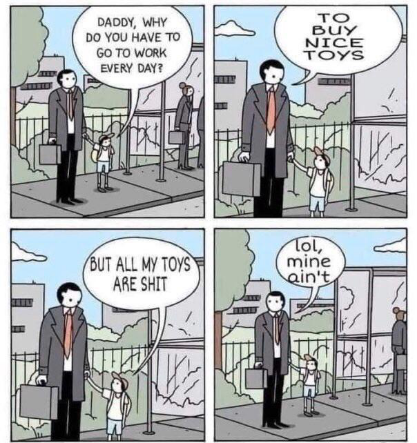 DADDY, WHY
DO YOU HAVE TO
GO TO WORK
EVERY DAY?
TO
BUY
NICE
TOYS
BUT ALL MY TOYS
ARE SHIT
lol,
mine
ain't